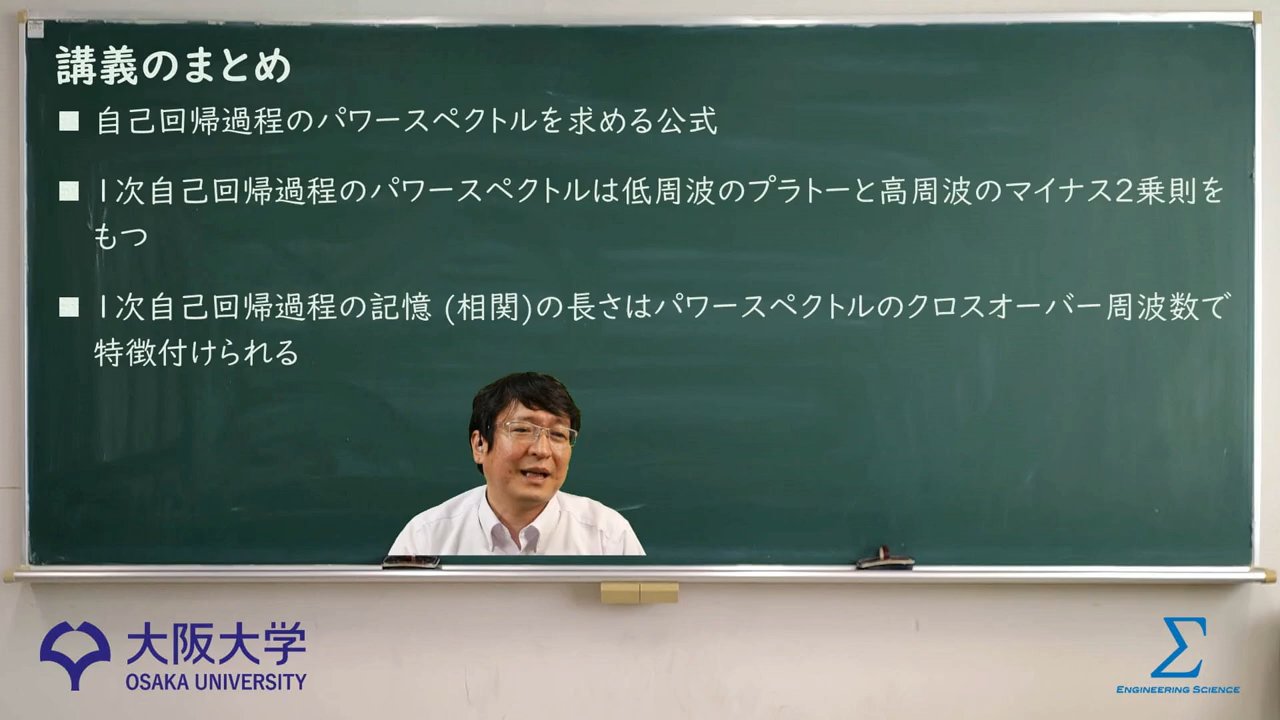 講義のまとめ
■ 自己回帰過程のパワースペクトルを求める公式
■ 1次自己回帰過程のパワースペクトルは低周波のプラトーと高周波のマイナス2乗則を
もつ
■ 1次自己回帰過程の記憶 (相関)の長さはパワースペクトルのクロスオーバー周波数で
特徴付けられる
大阪大学
OSAKA UNIVERSITY
Σ
ENGINEERING SCIENCE